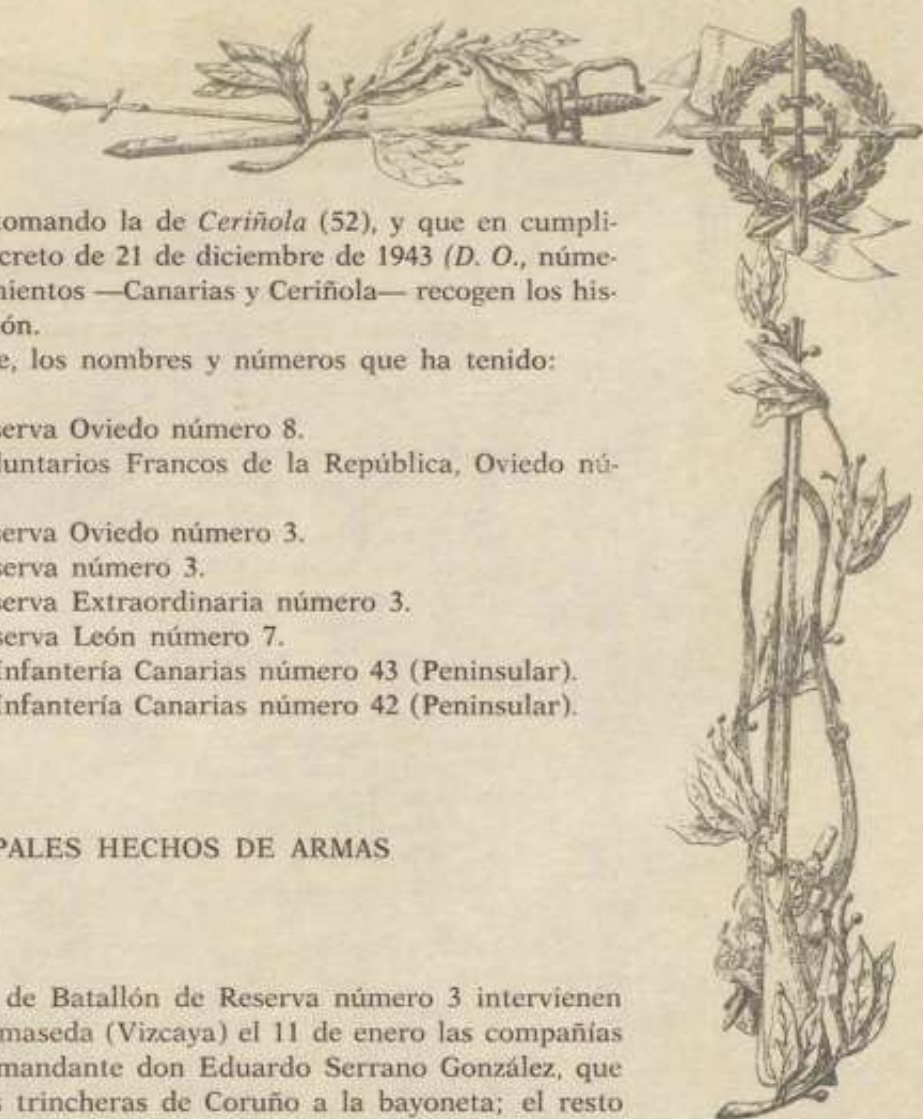 tomando la de Ceriñola (52), y que en cumpli-
creto de 21 de diciembre de 1943 (D. O., núme-
mientos —Canarias y Ceriñola— recogen los his-
ón.
e, los nombres y números que ha tenido:
serva Oviedo número 8.
luntarios Francos de la República, Oviedo nú-
serva Oviedo número 3.
serva número 3.
serva Extraordinaria número 3.
serva León número 7.
Infantería Canarias número 43 (Peninsular).
Infantería Canarias número 42 (Peninsular).
PALES HECHOS DE ARMAS
de Batallón de Reserva número 3 intervienen
maseda (Vizcaya) el 11 de enero las compañías
mandante don Eduardo Serrano González, que
s trincheras de Coruño a la bayoneta; el resto